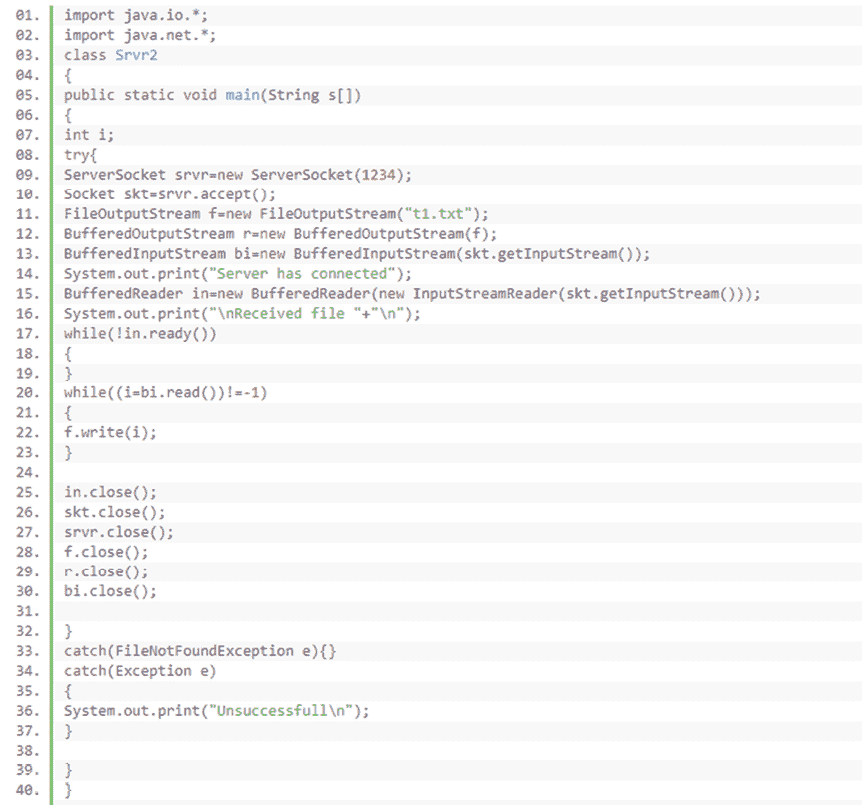 01. import java.io.*;
02. import java.net.*;
03. class Srvr2
04. {
05. public static void main(String s[])
06. {
07. int i;
08. try{
09. ServerSocket srvr=new ServerSocket(1234);
10. Socket skt=srvr.accept();
11. FileOutputStream f=new FileOutputStream("t1.txt");
12. BufferedOutputStream r=new BufferedOutputStream(f);
13. BufferedInputStream bi=new BufferedInputStream(skt.getInputStream());
14. System.out.print("Server has connected");
15. BufferedReader in=new BufferedReader(new InputStreamReader(skt.getInputStream()));
16. System.out.print("\nReceived file "+"\n");
17. while(!in.ready())
18. {
19. }
20. while((i=bi.read())!=-1)
21. {
22. f.write(i);
23. }
24.
25. in.close();
26. skt.close();
27. srvr.close();
28. f.close();
29. r.close();
30. bi.close();
31.
32. }
33. catch(FileNotFoundException e){}
34. catch(Exception e)
35. {
36. System.out.print("Unsuccessfull\n");
37. }
38.
39. }
40. }